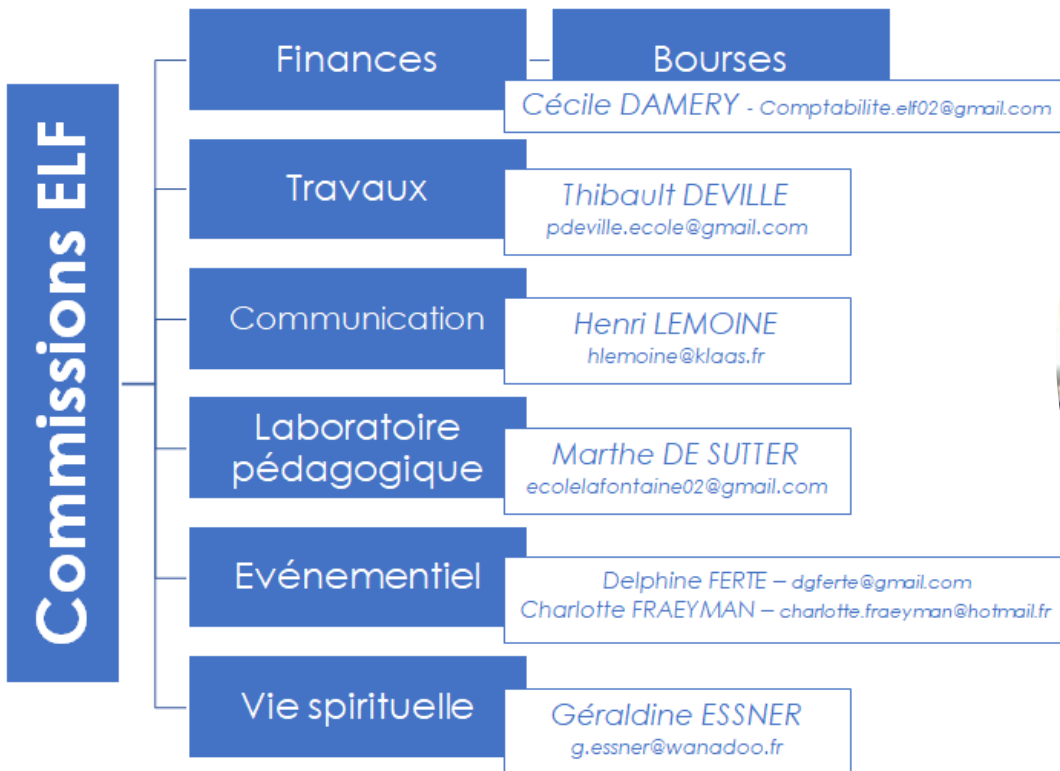 Commissions ELF
Finances
Bourses
Cécile DAMERY - Comptabilite.elf02@gmail.com
Travaux
Thibault DEVILLE
pdeville.ecole@gmail.com
Communication
Henri LEMOINE
hlemoine@klaas.fr
Laboratoire
pédagogique
Marthe DE SUTTER
ecolelafontaine02@gmail.com
Evénementiel
Delphine FERTE – dgferte@gmail.com
Charlotte FRAEYMAN – charlotte.fraeyman@hotmail.fr
Vie spirituelle
Géraldine ESSNER
g.essner@wanadoo.fr